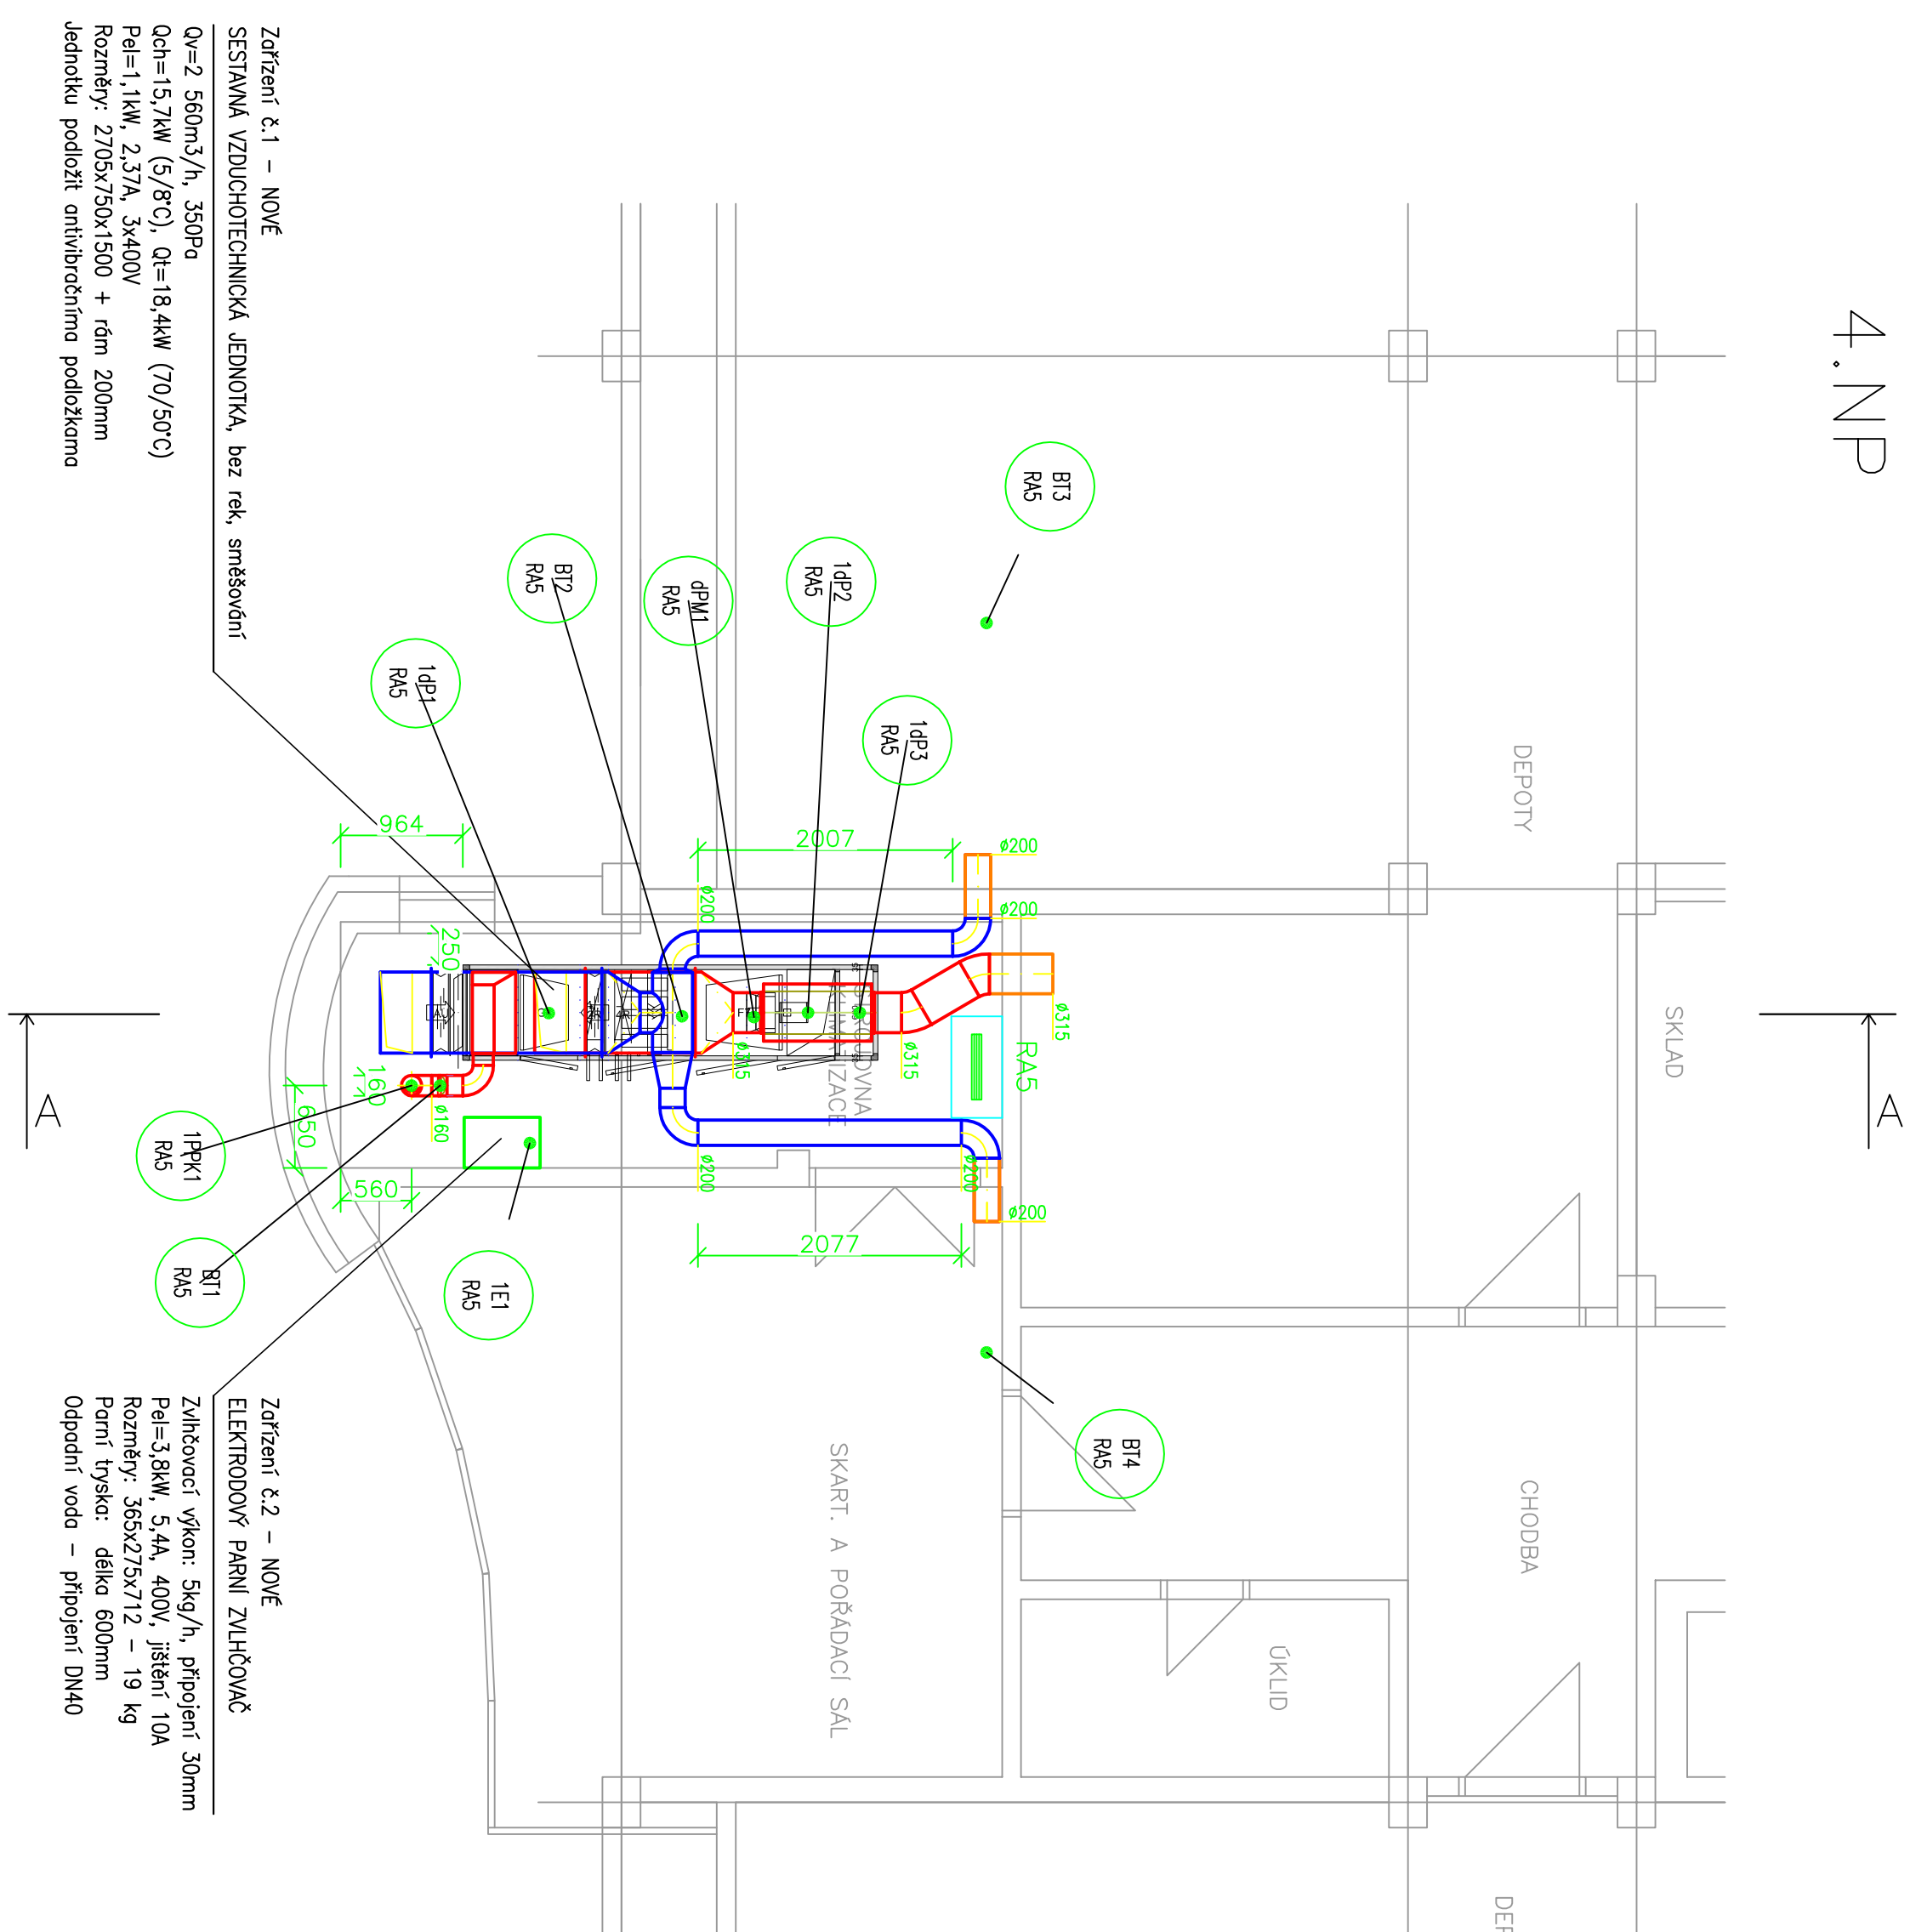 4.NP
Zařízení č.1 – NOVÉ
SESTAVNÁ VZDUCHOTECHNICKÁ JEDNOTKA, bez rek, směšování
Qv=2 560m3/h, 350Pa
Qch=15,7kW (5/8°C), Qt=18,4kW (70/50°C)
Pel=1,1kW, 2,37A, 3x400V
Rozměry: 2705x750x1500 + rám 200mm
Jednotku podložit antivibračníma podložkama
Zařízení č.2 – NOVÉ
ELEKTRODOVÝ PARNÍ ZVLHČOVAČ
Zvlhčovací výkon: 5kg/h, připojení 30mm
Pel=3,8kW, 5,4A, 400V, jištění 10A
Rozměry: 365x275x712 – 19 kg
Parní tryska: délka 600mm
Odpadní voda – připojení DN40
BT3
RA5
1dP3
RA5
1dP2
RA5
dPM1
RA5
BT2
RA5
1dP1
RA5
1PPK1
RA5
BT1
RA5
1E1
RA5
BT4
RA5
RA5
A
A
DEPOTY
SKLAD
CHODBA
ÚKLID
SKART. A POŘÁDACÍ SÁL
964
2007
250
160
650
560
2077
ø200
ø200
ø200
ø315
ø315
ø315
ø160
ø200
ø200
ø200